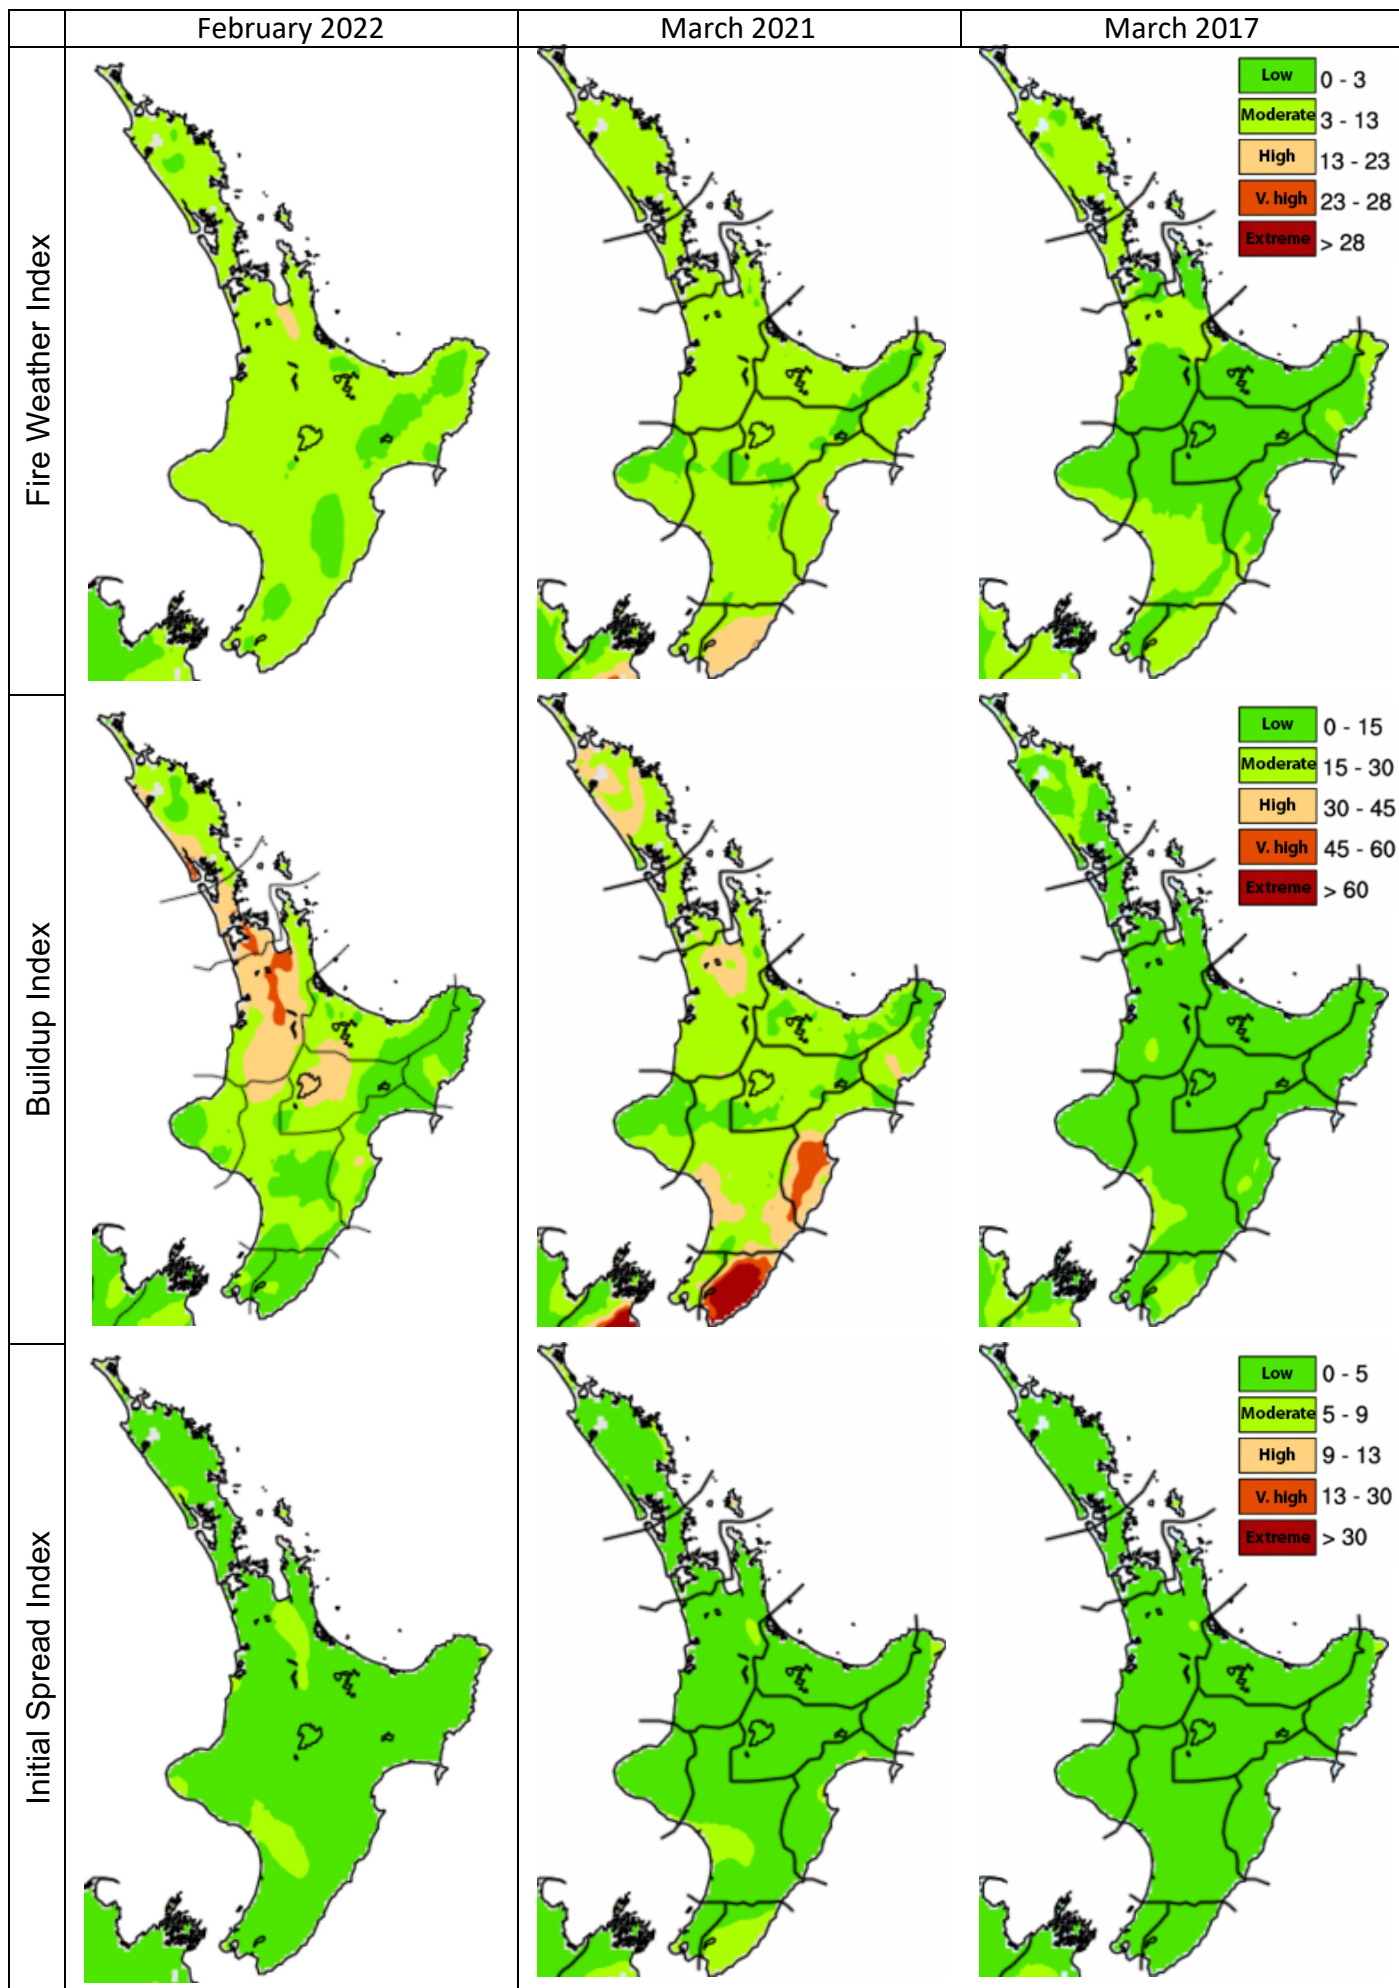 February 2022
March 2021
March 2017
Fire Weather Index
Low 0 - 3
Moderate 3 - 13
High 13 - 23
V. high 23 - 28
Extreme > 28
Buildup Index
Low 0 - 15
Moderate 15 - 30
High 30 - 45
V. high 45 - 60
Extreme > 60
Initial Spread Index
Low 0 - 5
Moderate 5 - 9
High 9 - 13
V. high 13 - 30
Extreme > 30